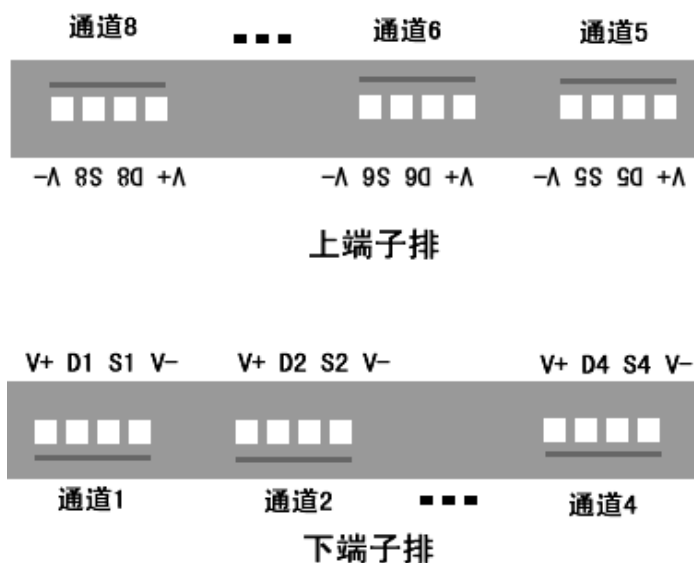 通道8 ... 通道6 通道5
V+ D8 S8 V- V+ D6 S6 V- V+ D5 S5 V-
上端子排
V+ D1 S1 V- V+ D2 S2 V- V+ D4 S4 V-
通道1 通道2 ... 通道4
下端子排